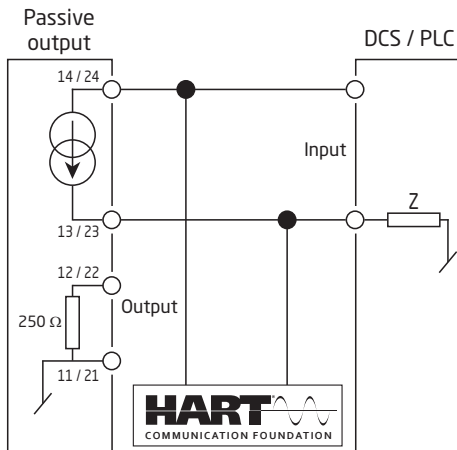 Passive
output
DCS / PLC
14 / 24
Input
13 / 23
Z
12 / 22
Output
250 Ω
11 / 21
HART®
COMMUNICATION FOUNDATION